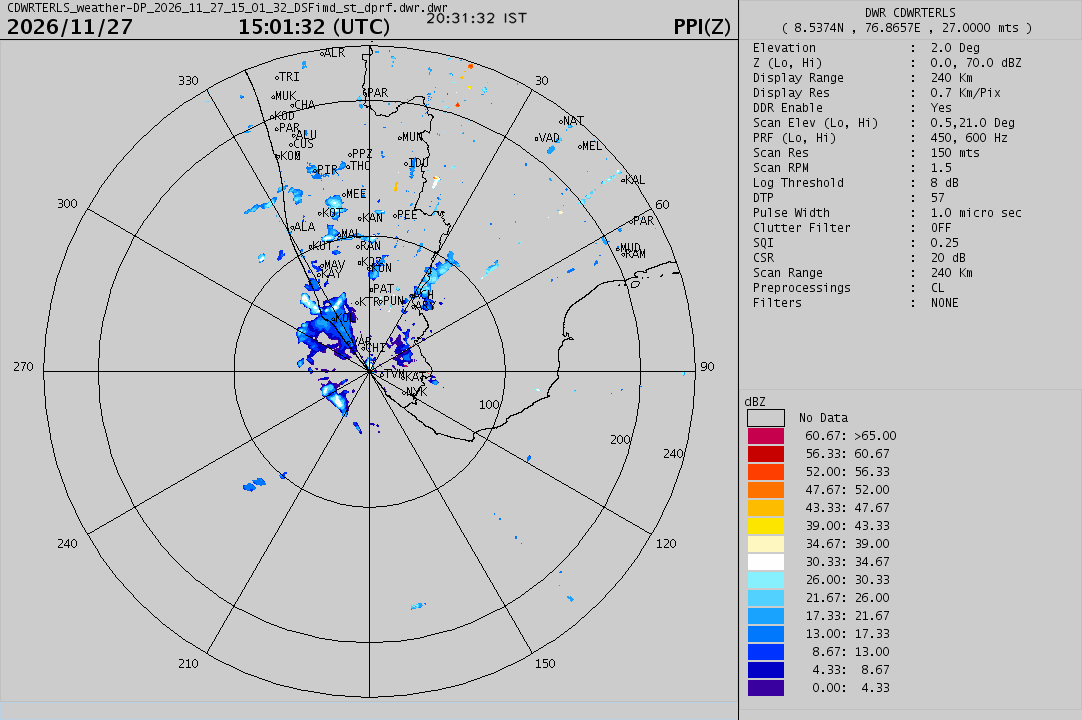 CDWRTERLS_weather-DP_2026_11_27_15_01_32_DSFimd_st_dprf.dwr.dwr
2026/11/27 15:01:32 (UTC) 20:31:32 IST PPI(Z)
DWR CDWRTERLS
( 8.5374N , 76.8657E , 27.0000 mts )
Elevation : 2.0 Deg
Z (Lo, Hi) : 0.0, 70.0 dBZ
Display Range : 240 Km
Display Res : 0.7 Km/Pix
DDR Enable : Yes
Scan Elev (Lo, Hi) : 0.5,21.0 Deg
PRF (Lo, Hi) : 450, 600 Hz
Scan Res : 150 mts
Scan RPM : 1.5
Log Threshold : 8 dB
DTP : 57
Pulse Width : 1.0 micro sec
Clutter Filter : OFF
SQI : 0.25
CSR : 20 dB
Scan Range : 240 Km
Preprocessings : CL
Filters : NONE
dBZ
No Data
60.67: >65.00
56.33: 60.67
52.00: 56.33
47.67: 52.00
43.33: 47.67
39.00: 43.33
34.67: 39.00
30.33: 34.67
26.00: 30.33
21.67: 26.00
17.33: 21.67
13.00: 17.33
8.67: 13.00
4.33: 8.67
0.00: 4.33
ALR
TRI
330
30
PAR
MUK
CHA
KOD
NAT
PAR
ALU
MUN
VAD
CUS
MEL
KOM
PPZ
IDU
THO
PIR
KAL
MEE
300
60
KOT
KAN
PEE
PAR
ALA
MAL
KUT
RAN
MUD
RAM
MAV
KON
KAY
PAT
ACH
KTR
PUN
VAR
CHI
270
90
TVM
KAT
NYK
100
200
240
240
120
210
150